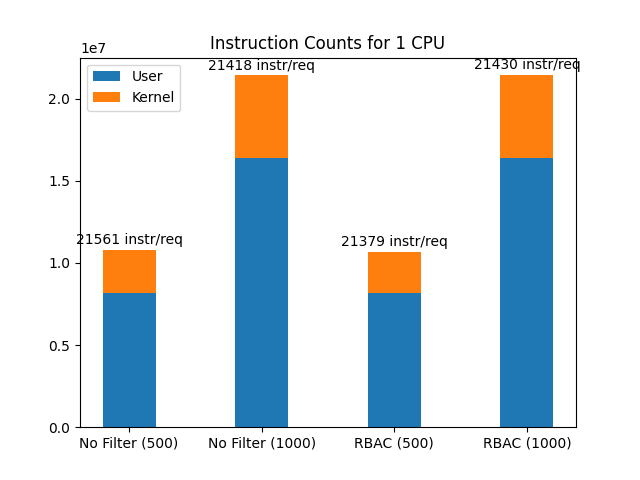 Instruction Counts for 1 CPU
1e7
User
Kernel
21561 instr/req
21418 instr/req
21379 instr/req
21430 instr/req
2.0
1.5
1.0
0.5
0.0
No Filter (500)
No Filter (1000)
RBAC (500)
RBAC (1000)